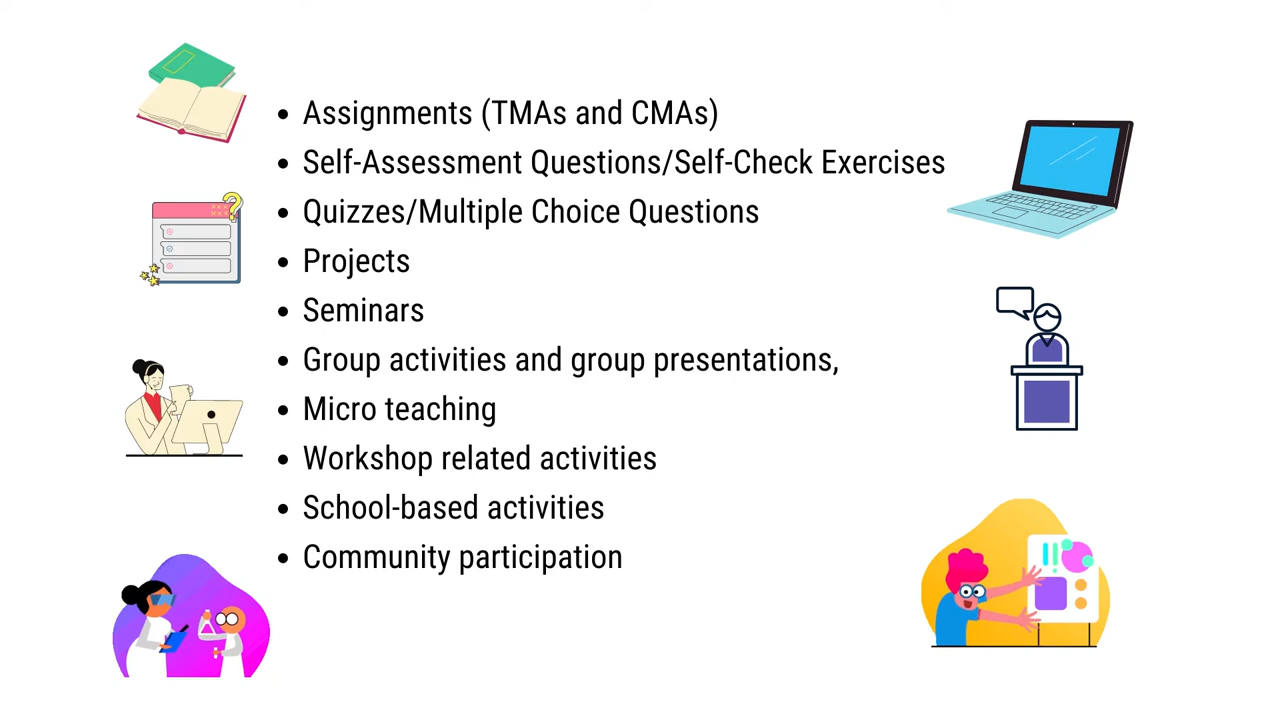 • Assignments (TMAs and CMAs)
• Self-Assessment Questions/Self-Check Exercises
• Quizzes/Multiple Choice Questions
• Projects
• Seminars
• Group activities and group presentations,
• Micro teaching
• Workshop related activities
• School-based activities
• Community participation